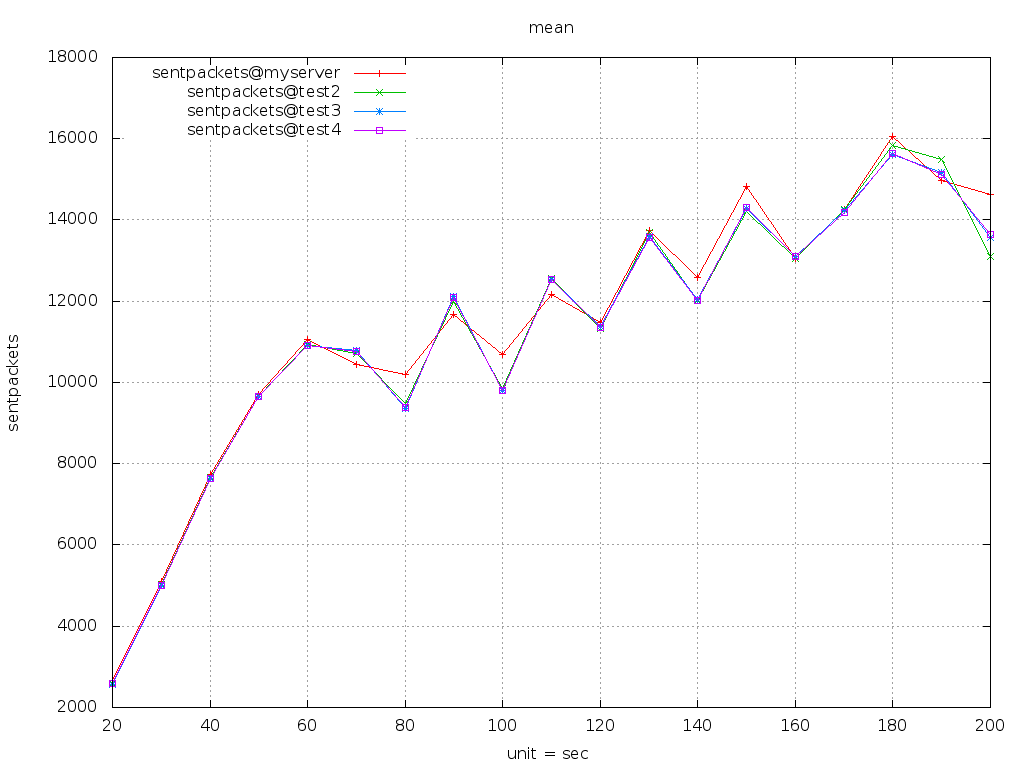 mean
18000
16000
14000
12000
10000
8000
6000
4000
2000
sentpackets
sentpackets@myserver
sentpackets@test2
sentpackets@test3
sentpackets@test4
20 40 60 80 100 120 140 160 180 200
unit = sec